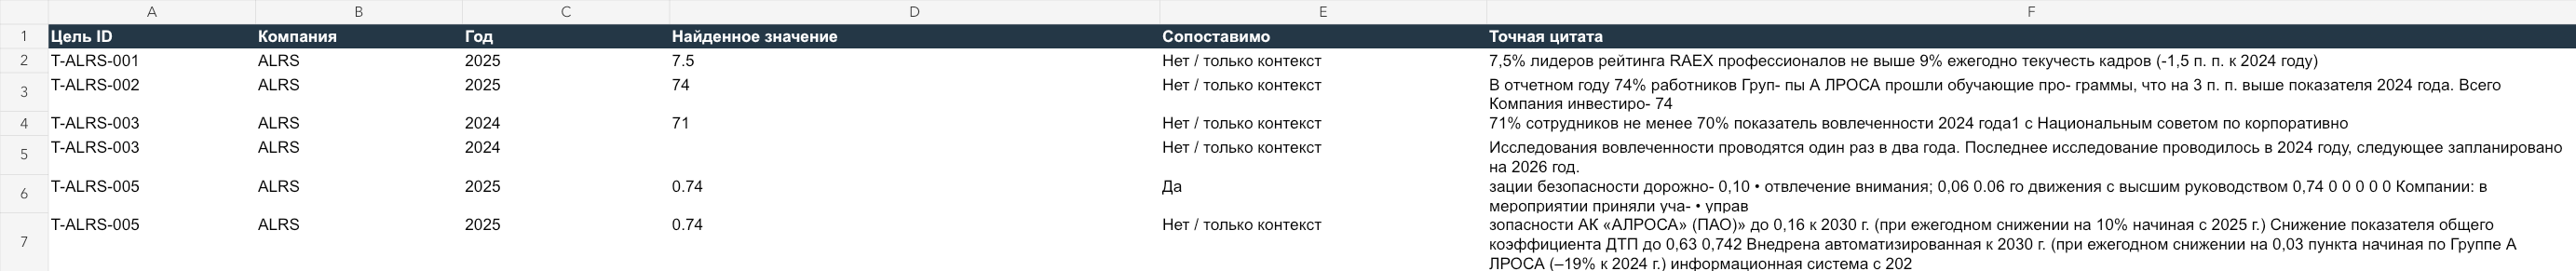 A B C D E F
1 Цель ID Компания Год Найденное значение Сопоставимо Точная цитата
2 T-ALRS-001 ALRS 2025 7.5 Нет / только контекст 7,5% лидеров рейтинга RAEX профессионалов не выше 9% ежегодно текучесть кадров (-1,5 п. п. к 2024 году)
3 T-ALRS-002 ALRS 2025 74 Нет / только контекст В отчетном году 74% работников Груп- пы А ЛРОСА прошли обучающие про- граммы, что на 3 п. п. выше показателя 2024 года. Всего
Компания инвестиро- 74
4 T-ALRS-003 ALRS 2024 71 Нет / только контекст 71% сотрудников не менее 70% показатель вовлеченности 2024 года1 с Национальным советом по корпоративно
5 T-ALRS-003 ALRS 2024 Нет / только контекст Исследования вовлеченности проводятся один раз в два года. Последнее исследование проводилось в 2024 году, следующее запланировано
на 2026 год.
6 T-ALRS-005 ALRS 2025 0.74 Да зации безопасности дорожно- 0,10 • отвлечение внимания; 0,06 0.06 го движения с высшим руководством 0,74 0 0 0 0 0 Компании: в
мероприятии приняли уча- • управ
7 T-ALRS-005 ALRS 2025 0.74 Нет / только контекст зопасности АК «АЛРОСА» (ПАО)» до 0,16 к 2030 г. (при ежегодном снижении на 10% начиная с 2025 г.) Снижение показателя общего
коэффициента ДТП до 0,63 0,742 Внедрена автоматизированная к 2030 г. (при ежегодном снижении на 0,03 пункта начиная по Группе А
ЛРОСА (–19% к 2024 г.) информационная система с 202